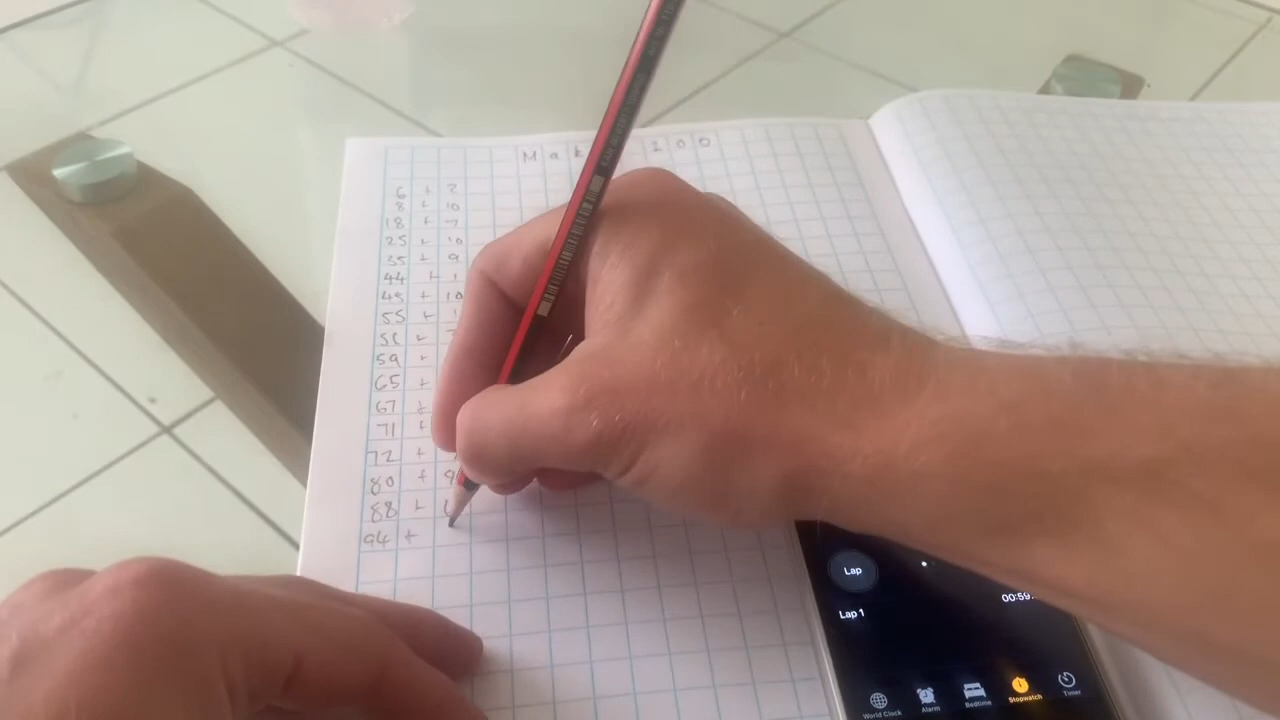 Mak 100
6 + 2
8 + 10
18 + 7
25 + 10
35 + 9
44 + 1
45 + 10
55 +
58 +
59 +
65 +
67 +
71 +
72 +
80 +
88 +
94 +
Lap
00:59
Lap 1
World Clock
Alarm
Bedtime
Stopwatch
Timer